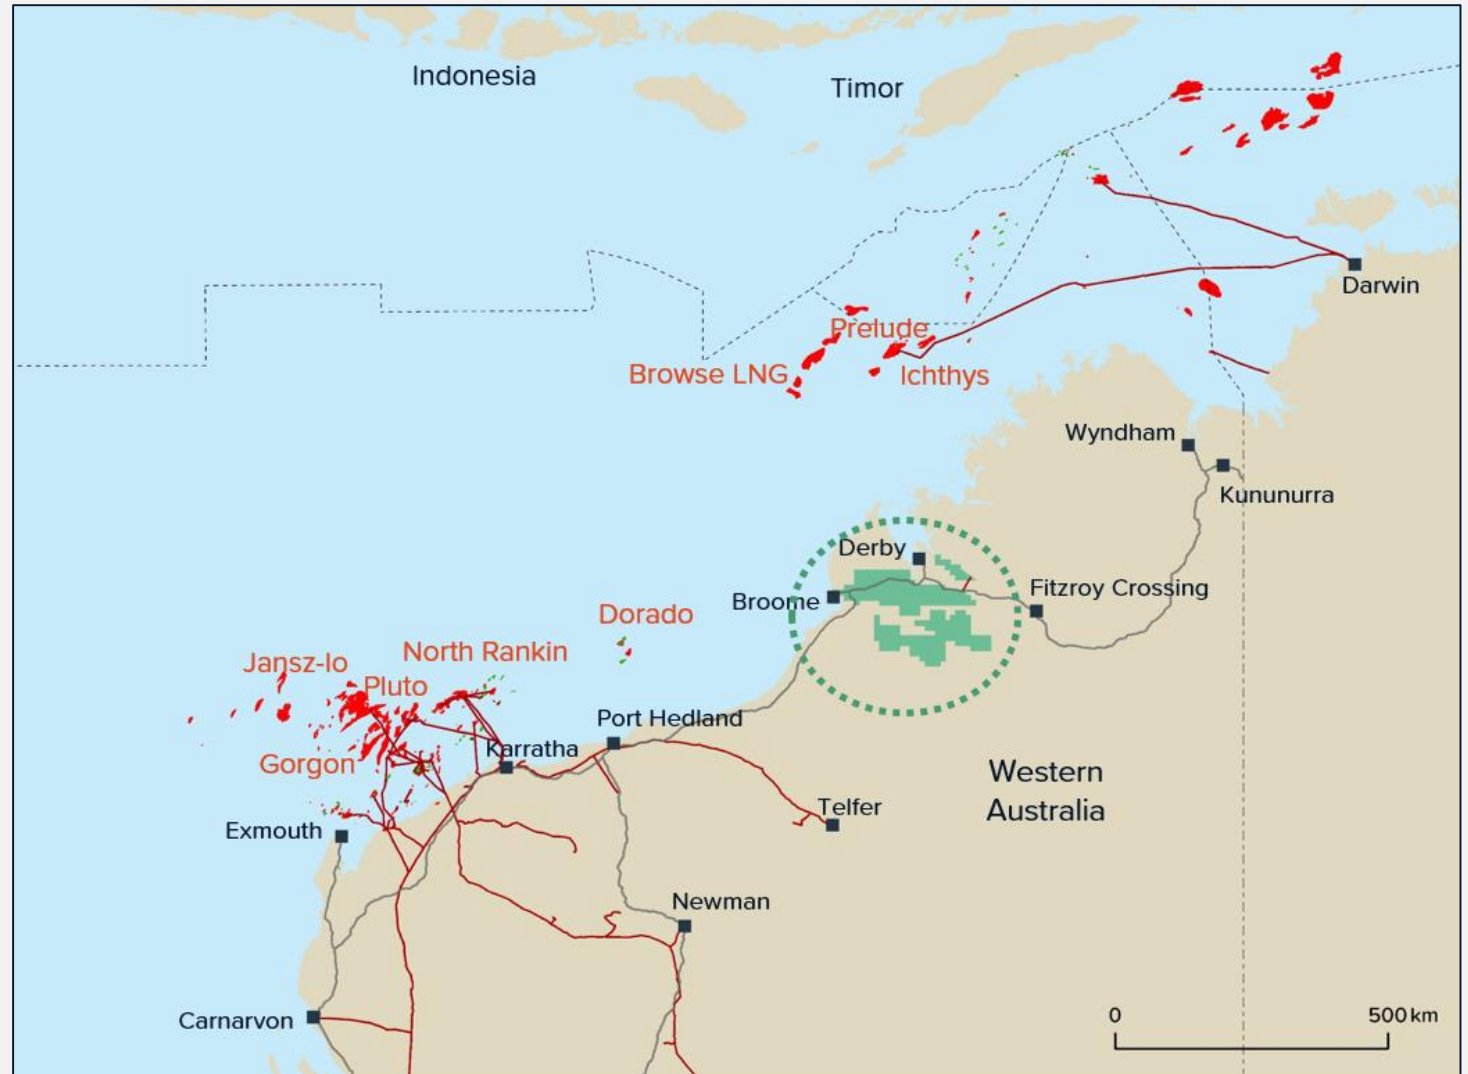 Indonesia
Timor
Darwin
Prelude
Browse LNG
Ichthys
Wyndham
Kununurra
Derby
Fitzroy Crossing
Broome
Dorado
North Rankin
Jansz-Io
Pluto
Port Hedland
Karratha
Gorgon
Western
Australia
Telfer
Exmouth
Newman
Carnarvon
0
500 km